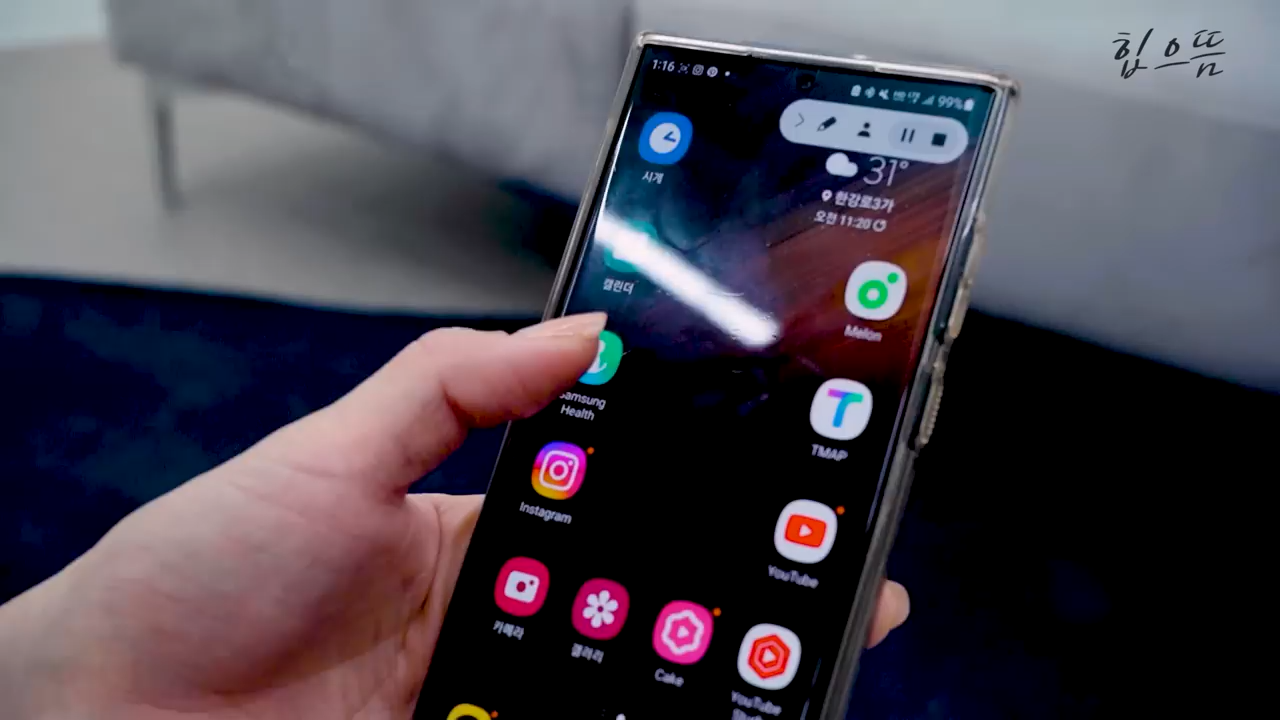 힙으뜸
1:16
99%
31°
한강로3가
오전 11:20
시계
캘린더
Melon
Samsung
Health
TMAP
Instagram
YouTube
카메라
갤러리
Cake
YouTube